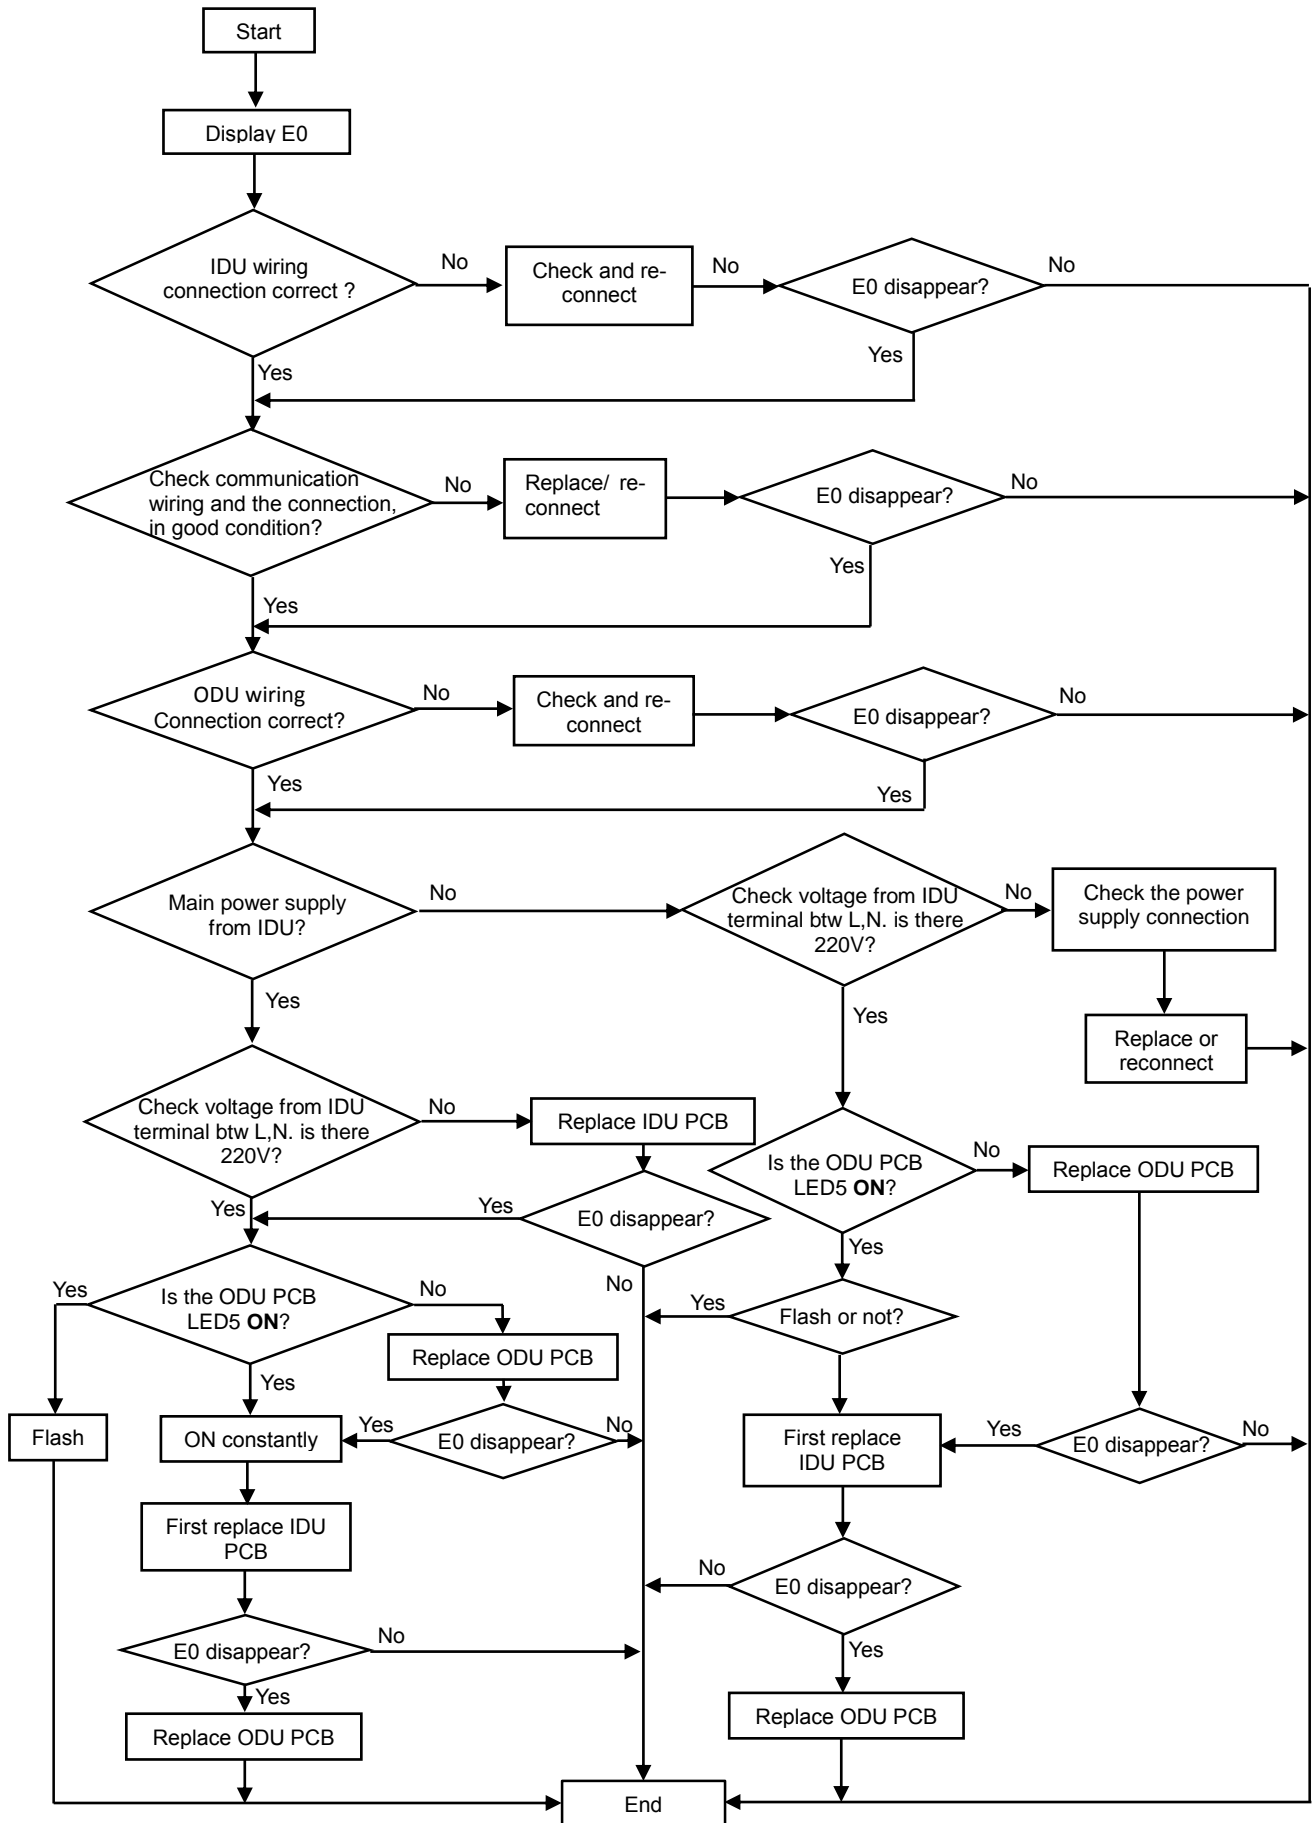 Start
Display E0
IDU wiring
connection correct ?
No
Check and re-
connect
No
E0 disappear?
No
Yes
Yes
Check communication
wiring and the connection,
in good condition?
No
Replace/ re-
connect
E0 disappear?
No
Yes
Yes
ODU wiring
Connection correct?
No
Check and re-
connect
E0 disappear?
No
Yes
Yes
Main power supply
from IDU?
No
Check voltage from IDU
terminal btw L,N. is there
220V?
No
Check the power
supply connection
Yes
Yes
Replace or
reconnect
Check voltage from IDU
terminal btw L,N. is there
220V?
No
Replace IDU PCB
Is the ODU PCB
LED5 ON?
No
Replace ODU PCB
Yes
Yes
E0 disappear?
Yes
No
Yes
Is the ODU PCB
LED5 ON?
No
Yes
Flash or not?
Replace ODU PCB
Yes
Flash
ON constantly
Yes
E0 disappear?
No
First replace
IDU PCB
Yes
E0 disappear?
No
First replace IDU
PCB
No
E0 disappear?
E0 disappear?
No
Yes
Yes
Replace ODU PCB
Replace ODU PCB
End